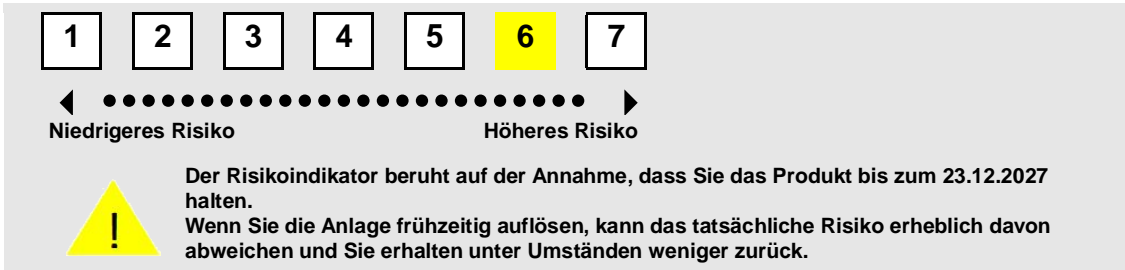 1 2 3 4 5 6 7
Niedrigeres Risiko Höheres Risiko
Der Risikoindikator beruht auf der Annahme, dass Sie das Produkt bis zum 23.12.2027
halten.
Wenn Sie die Anlage frühzeitig auflösen, kann das tatsächliche Risiko erheblich davon
! abweichen und Sie erhalten unter Umständen weniger zurück.